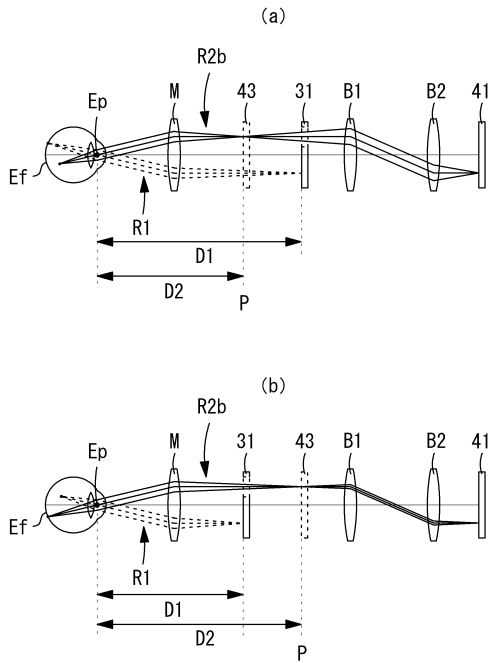 (a)
R2b
Ep M 43 31 B1 B2 41
Ef
R1
D1
D2
P
(b)
R2b
Ep M 31 43 B1 B2 41
Ef
R1
D1
D2
P